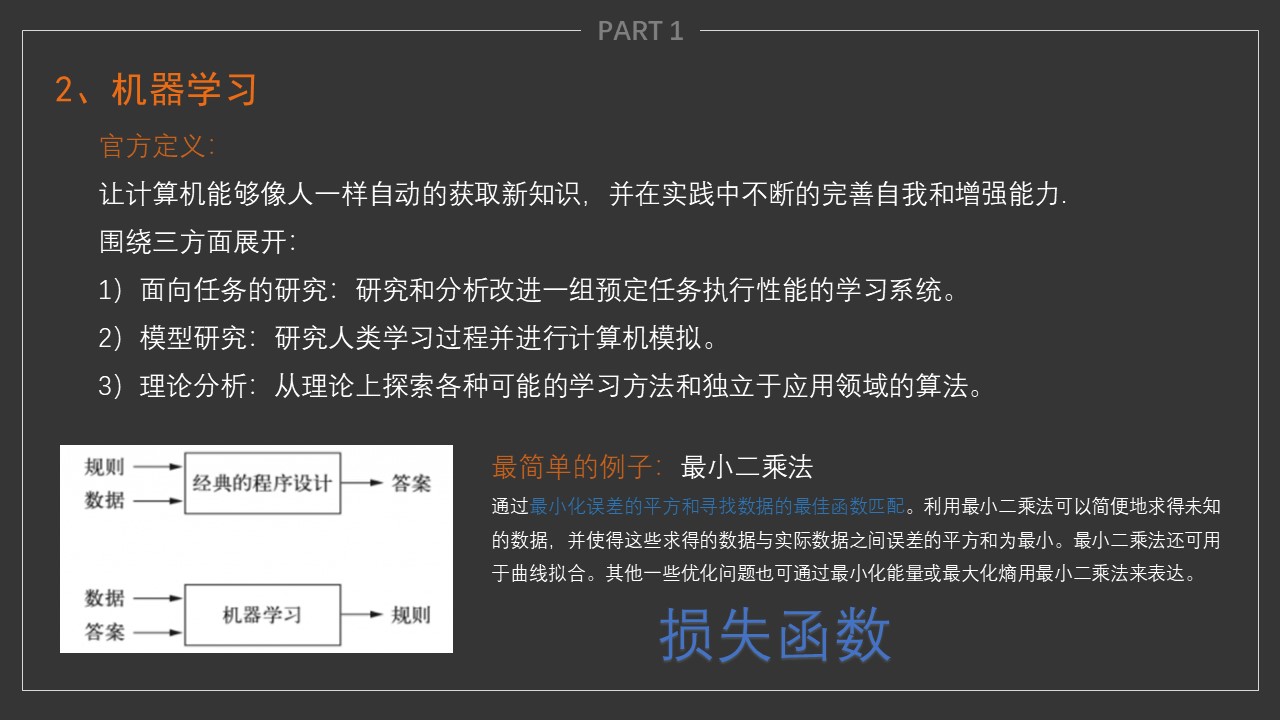 PART 1
2、机器学习
官方定义：
让计算机能够像人一样自动的获取新知识，并在实践中不断的完善自我和增强能力.
围绕三方面展开：
1）面向任务的研究：研究和分析改进一组预定任务执行性能的学习系统。
2）模型研究：研究人类学习过程并进行计算机模拟。
3）理论分析：从理论上探索各种可能的学习方法和独立于应用领域的算法。
规则
数据
经典的程序设计
答案
数据
答案
机器学习
规则
最简单的例子：最小二乘法
通过最小化误差的平方和寻找数据的最佳函数匹配。利用最小二乘法可以简便地求得未知
的数据，并使得这些求得的数据与实际数据之间误差的平方和为最小。最小二乘法还可用
于曲线拟合。其他一些优化问题也可通过最小化能量或最大化熵用最小二乘法来表达。
损失函数